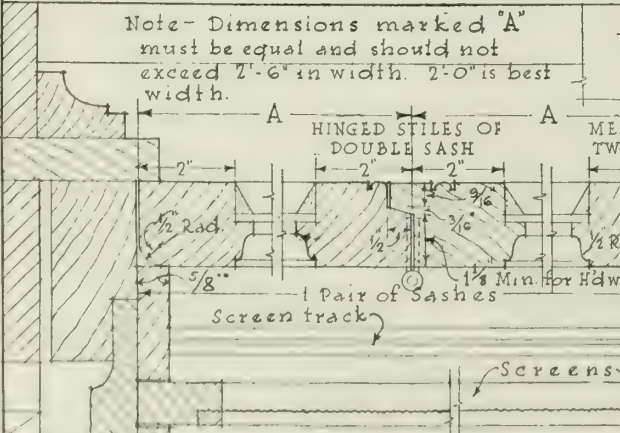 Note- Dimensions marked "A"
must be equal and should not
exceed 2'-6" in width. 2'-0" is best
width.
A
A
HINGED STILES OF
DOUBLE SASH
2"
2"
2"
9/16
1/2" Rad.
1/2"
3/16"
5/8"
1 1/8 Min. for H'dw
1 Pair of Sashes
Screen track
Screens